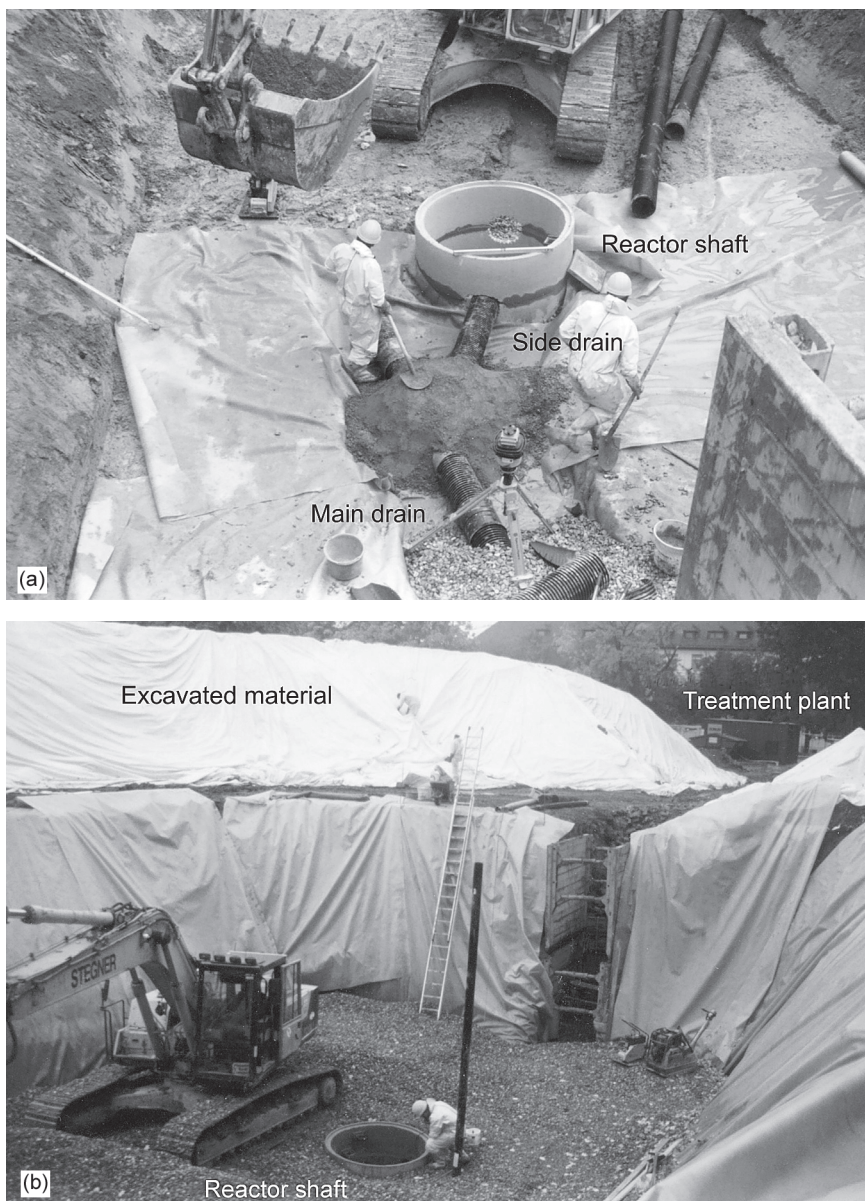 Reactor shaft
Side drain
Main drain
(a)
Excavated material
Treatment plant
STEGNER
Reactor shaft
(b)